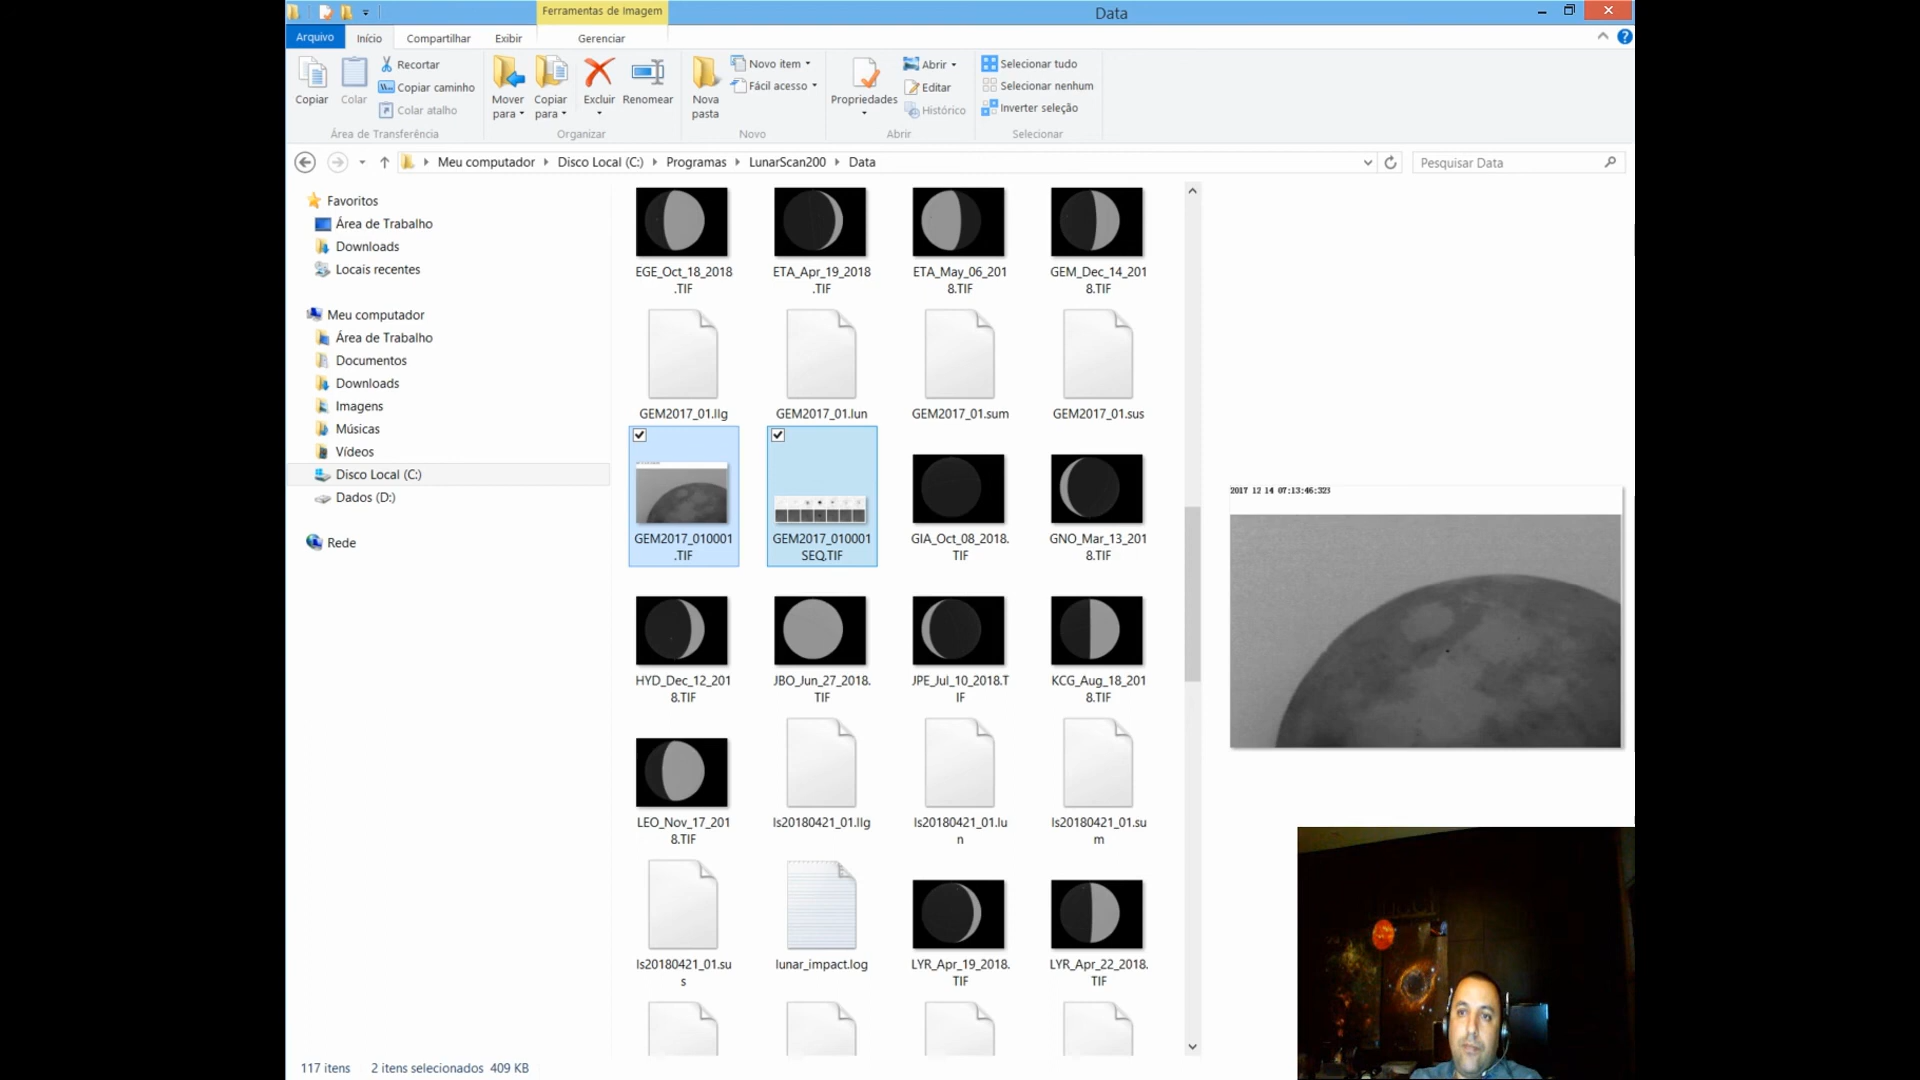 Ferramentas de Imagem
Data
Arquivo
Início
Compartilhar
Exibir
Gerenciar
Copiar
Colar
Recortar
Copiar caminho
Colar atalho
Área de Transferência
Mover para
Copiar para
Excluir
Renomear
Organizar
Nova pasta
Novo item
Fácil acesso
Novo
Propriedades
Abrir
Editar
Histórico
Abrir
Selecionar tudo
Selecionar nenhum
Inverter seleção
Selecionar
Meu computador
Disco Local (C:)
Programas
LunarScan200
Data
Pesquisar Data
Favoritos
Área de Trabalho
Downloads
Locais recentes
Meu computador
Área de Trabalho
Documentos
Downloads
Imagens
Músicas
Vídeos
Disco Local (C:)
Dados (D:)
Rede
EGE_Oct_18_2018
.TIF
ETA_Apr_19_2018
.TIF
ETA_May_06_201
8.TIF
GEM_Dec_14_201
8.TIF
GEM2017_01.llg
GEM2017_01.lun
GEM2017_01.sum
GEM2017_01.sus
GEM2017_010001
.TIF
GEM2017_010001
SEQ.TIF
GIA_Oct_08_2018.
TIF
GNO_Mar_13_201
8.TIF
HYD_Dec_12_201
8.TIF
JBO_Jun_27_2018.
TIF
JPE_Jul_10_2018.T
IF
KCG_Aug_18_201
8.TIF
LEO_Nov_17_201
8.TIF
ls20180421_01.llg
ls20180421_01.lu
n
ls20180421_01.su
m
ls20180421_01.su
s
lunar_impact.log
LYR_Apr_19_2018.
TIF
LYR_Apr_22_2018.
TIF
2017 12 14 07:13:46:323
117 itens
2 itens selecionados 409 KB